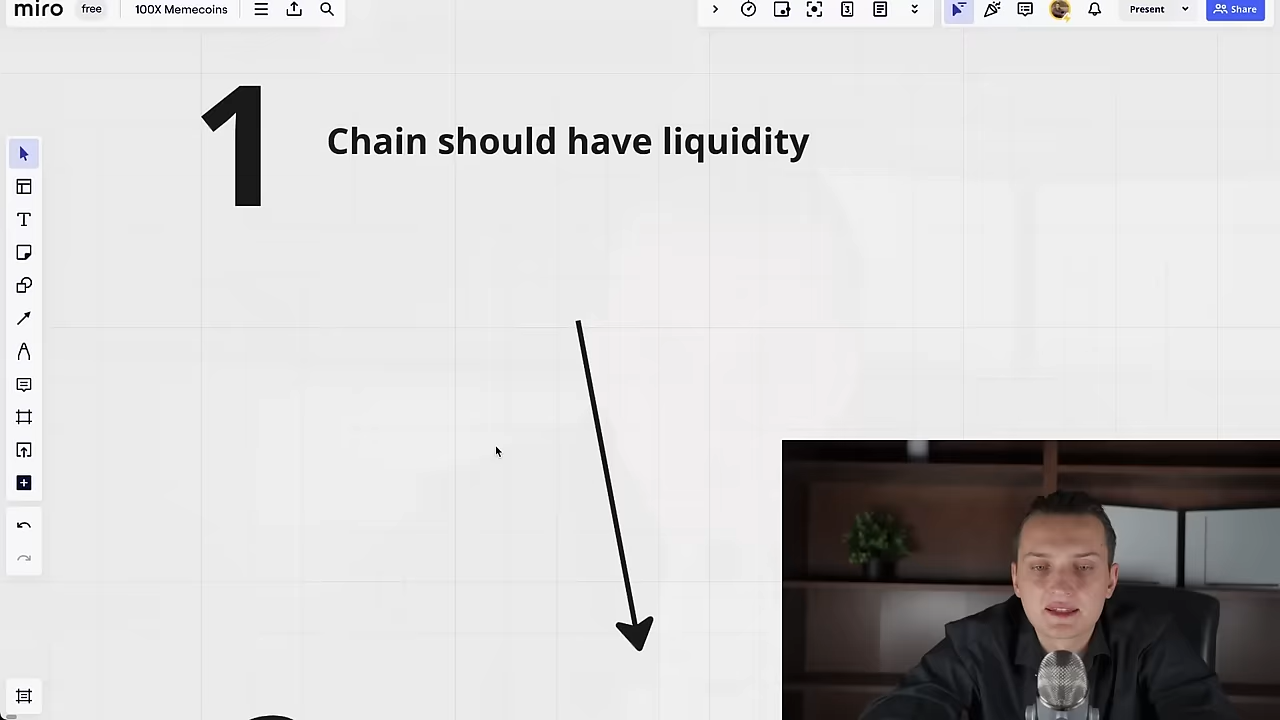 miro free 100X Memecoins Present Share
1 Chain should have liquidity